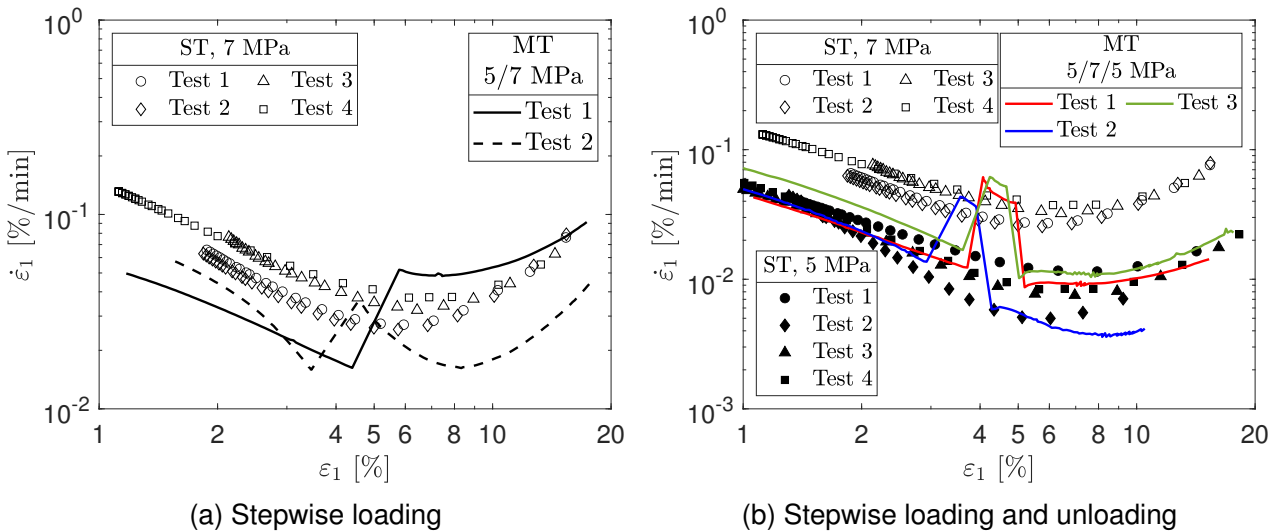 10^0
10^{-1}
10^{-2}
ε̇₁ [%/min]
ST, 7 MPa
Test 1 Test 3
Test 2 Test 4
MT
5/7 MPa
Test 1
Test 2
1 2 4 5 6 8 10 20
ε₁ [%]
(a) Stepwise loading
10^0
10^{-1}
10^{-2}
10^{-3}
ε̇₁ [%/min]
ST, 7 MPa
Test 1 Test 3
Test 2 Test 4
MT
5/7/5 MPa
Test 1 Test 3
Test 2
ST, 5 MPa
Test 1
Test 2
Test 3
Test 4
1 2 4 5 6 8 10 20
ε₁ [%]
(b) Stepwise loading and unloading